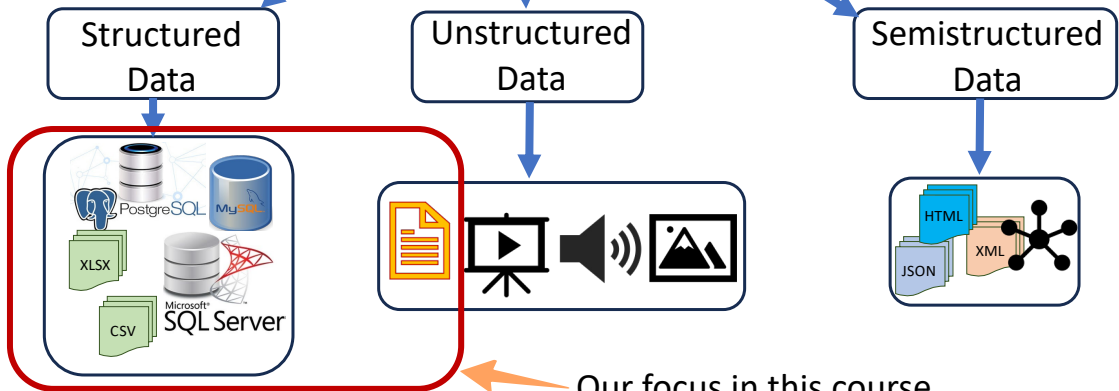 Structured
Data
Unstructured
Data
Semistructured
Data
PostgreSQL
MySQL
XLSX
CSV
Microsoft®
SQL Server
HTML
XML
JSON
Our focus in this course